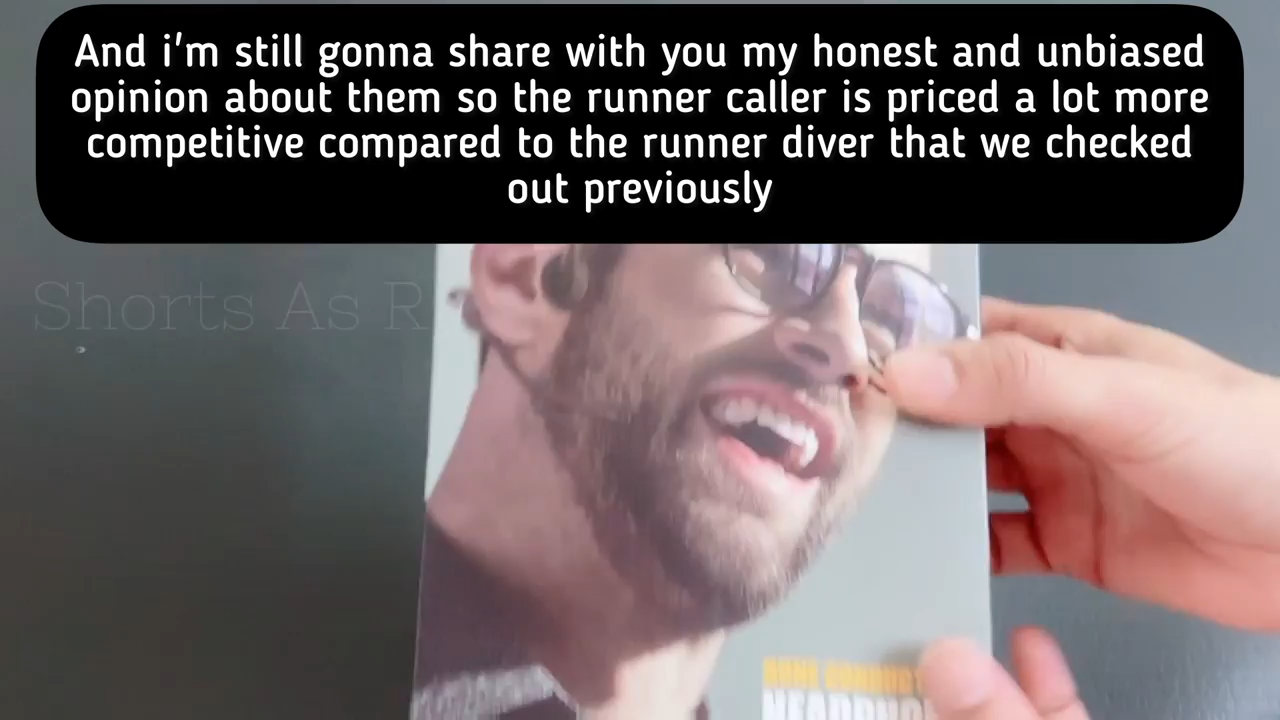 And i'm still gonna share with you my honest and unbiased
opinion about them so the runner caller is priced a lot more
competitive compared to the runner diver that we checked
out previously
Shorts As R